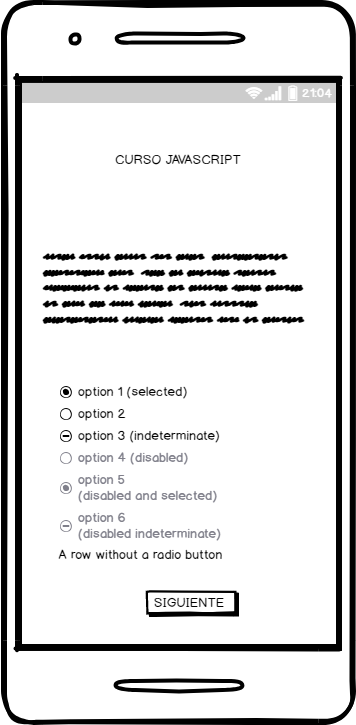 21:04
CURSO JAVASCRIPT
option 1 (selected)
option 2
option 3 (indeterminate)
option 4 (disabled)
option 5
(disabled and selected)
option 6
(disabled indeterminate)
A row without a radio button
SIGUIENTE